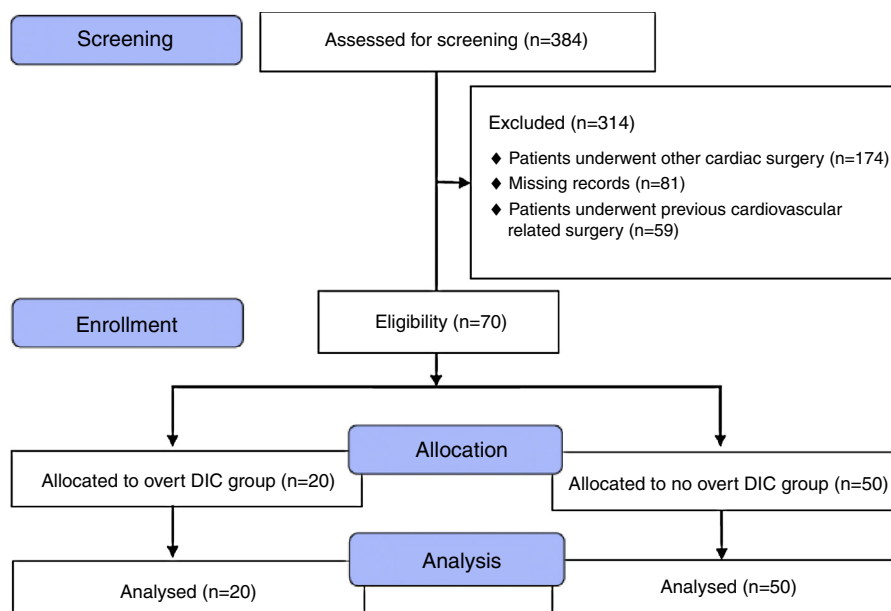 Screening
Assessed for screening (n=384)
Excluded (n=314)
♦ Patients underwent other cardiac surgery (n=174)
♦ Missing records (n=81)
♦ Patients underwent previous cardiovascular
related surgery (n=59)
Enrollment
Eligibility (n=70)
Allocation
Allocated to overt DIC group (n=20)
Allocated to no overt DIC group (n=50)
Analysis
Analysed (n=20)
Analysed (n=50)